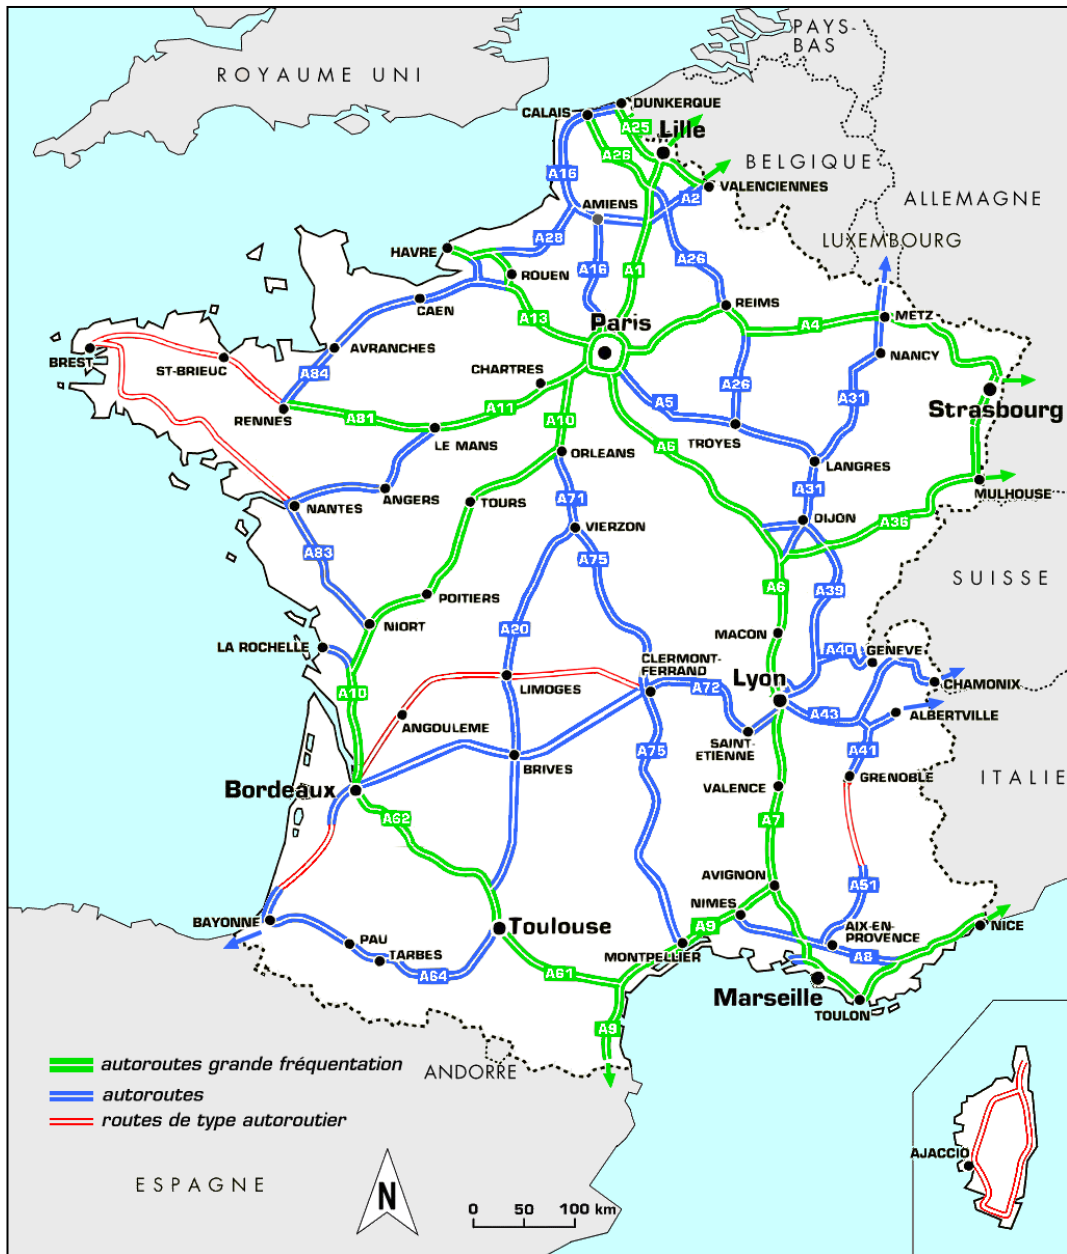 PAYS-
BAS
ROYAUME UNI
DUNKERQUE
CALAIS
A25
Lille
A26
BELGIQUE
A16
VALENCIENNES
A2
ALLEMAGNE
AMIENS
A28
LUXEMBOURG
HAVRE
A16
A1
A26
ROUEN
CAEN
REIMS
A13
Paris
A4
METZ
BREST
ST-BRIEUC
AVRANCHES
NANCY
A84
CHARTRES
A5
A26
A31
Strasbourg
RENNES
A81
A11
A10
LE MANS
TROYES
A6
ORLEANS
LANGRES
ANGERS
A71
A31
MULHOUSE
NANTES
TOURS
VIERZON
DIJON
A36
A83
A75
SUISSE
A6
A39
POITIERS
NIORT
A20
MACON
LA ROCHELLE
A40
GENEVE
CLERMONT-
FERRAND
Lyon
A10
LIMOGES
A72
CHAMONIX
A43
ALBERTVILLE
ANGOULEME
SAINT-
ETIENNE
A75
A41
BRIVES
GRENOBLE
ITALIE
Bordeaux
VALENCE
A62
A7
AVIGNON
A51
NIMES
BAYONNE
Toulouse
A9
AIX-EN-
PROVENCE
NICE
PAU
TARBES
MONTPELLIER
A8
A64
A61
Marseille
TOULON
A9
autoroutes grande fréquentation
ANDORRE
autoroutes
routes de type autoroutier
AJACCIO
ESPAGNE
N
0 50 100 km